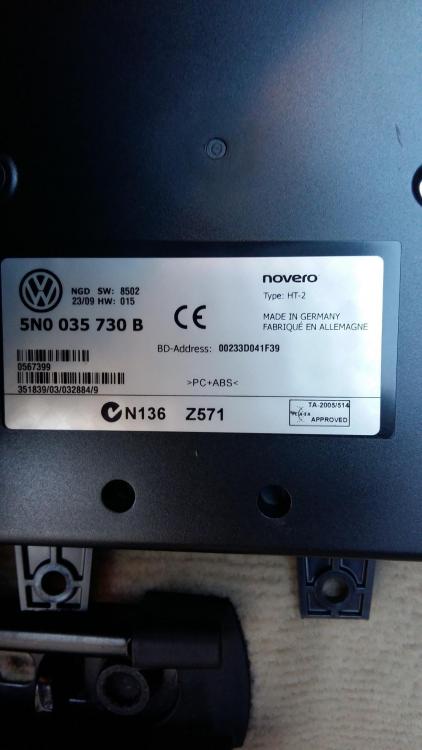 NGD SW: 8502
23/09 HW: 015
5N0 035 730 B
novero
Type: HT-2
MADE IN GERMANY
FABRIQUÉ EN ALLEMAGNE
CE
BD-Address: 00233D041F39
0567399
>PC+ABS<
351839/03/032884/9
N136 Z571
TA-2005/514
APPROVED